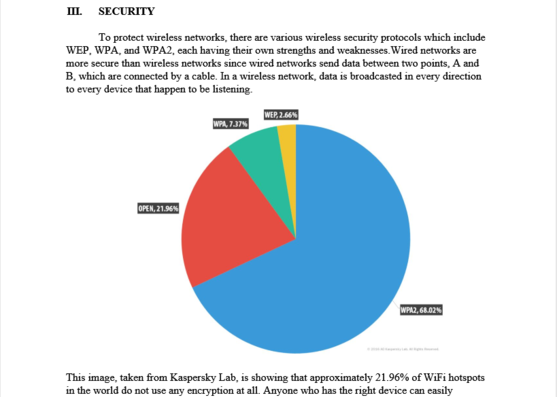 III. SECURITY
To protect wireless networks, there are various wireless security protocols which include
WEP, WPA, and WPA2, each having their own strengths and weaknesses.Wired networks are
more secure than wireless networks since wired networks send data between two points, A and
B, which are connected by a cable. In a wireless network, data is broadcasted in every direction
to every device that happen to be listening.
WEP, 2.66%
WPA, 7.37%
OPEN, 21.96%
WPA2, 68.02%
This image, taken from Kaspersky Lab, is showing that approximately 21.96% of WiFi hotspots
in the world do not use any encryption at all. Anyone who has the right device can easily